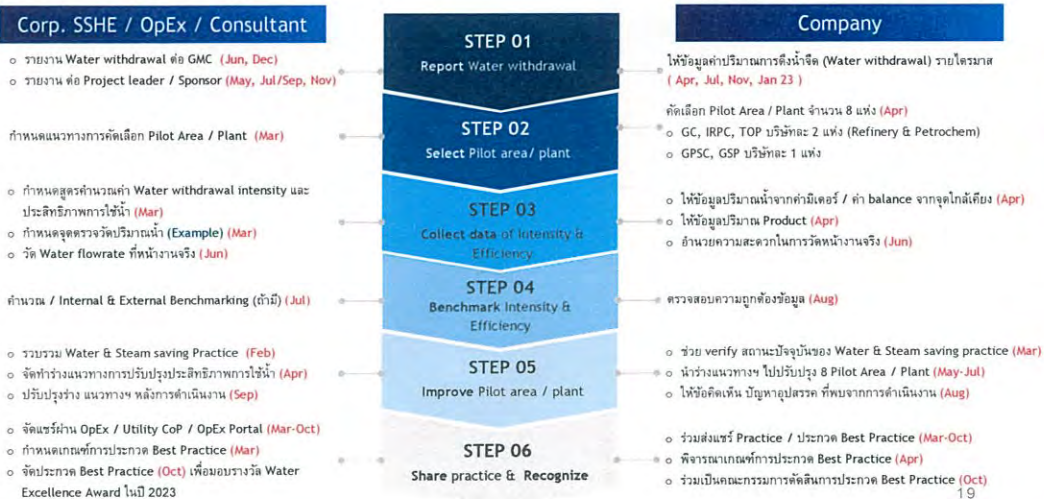 Corp. SSHE / OpEx / Consultant
Company
STEP 01
Report Water withdrawal
o รายงาน Water withdrawal ต่อ GMC (Jun, Dec)
o รายงาน ต่อ Project leader / Sponsor (May, Jul/Sep, Nov)
ให้ข้อมูลค่าปริมาณการดึงน้ำจืด (Water withdrawal) รายไตรมาส
( Apr, Jul, Nov, Jan 23 )
STEP 02
Select Pilot area/ plant
กำหนดแนวทางการคัดเลือก Pilot Area / Plant (Mar)
คัดเลือก Pilot Area / Plant จำนวน 8 แห่ง (Apr)
o GC, IRPC, TOP บริษัทละ 2 แห่ง (Refinery & Petrochem)
o GPSC, GSP บริษัทละ 1 แห่ง
STEP 03
Collect data of Intensity &
Efficiency
o กำหนดสูตรคำนวณค่า Water withdrawal intensity และ
ประสิทธิภาพการใช้น้ำ (Mar)
o กำหนดจุดตรวจวัดปริมาณน้ำ (Example) (Mar)
o วัด Water flowrate ที่หน้างานจริง (Jun)
o ให้ข้อมูลปริมาณน้ำจากค่ามิเตอร์ / ค่า balance จากจุดใกล้เคียง (Apr)
o ให้ข้อมูลปริมาณ Product (Apr)
o อำนวยความสะดวกในการวัดหน้างานจริง (Jun)
STEP 04
Benchmark Intensity &
Efficiency
คำนวณ / Internal & External Benchmarking (ถ้ามี) (Jul)
ตรวจสอบความถูกต้องข้อมูล (Aug)
STEP 05
Improve Pilot area / plant
o รวบรวม Water & Steam saving Practice (Feb)
o จัดทำร่างแนวทางการปรับปรุงประสิทธิภาพการใช้น้ำ (Apr)
o ปรับปรุงร่าง แนวทางฯ หลังการดำเนินงาน (Sep)
o ช่วย verify สถานะปัจจุบันของ Water & Steam saving practice (Mar)
o นำร่างแนวทางฯ ไปปรับปรุง 8 Pilot Area / Plant (May-Jul)
o ให้ข้อคิดเห็น ปัญหาอุปสรรค ที่พบจากการดำเนินงาน (Aug)
STEP 06
Share practice & Recognize
o จัดแชร์ผ่าน OpEx / Utility CoP / OpEx Portal (Mar-Oct)
o กำหนดเกณฑ์การประกวด Best Practice (Mar)
o จัดประกวด Best Practice (Oct) เพื่อมอบรางวัล Water
Excellence Award ในปี 2023
o ร่วมส่งแชร์ Practice / ประกวด Best Practice (Mar-Oct)
o พิจารณาเกณฑ์การประกวด Best Practice (Apr)
o ร่วมเป็นคณะกรรมการตัดสินการประกวด Best Practice (Oct)
19